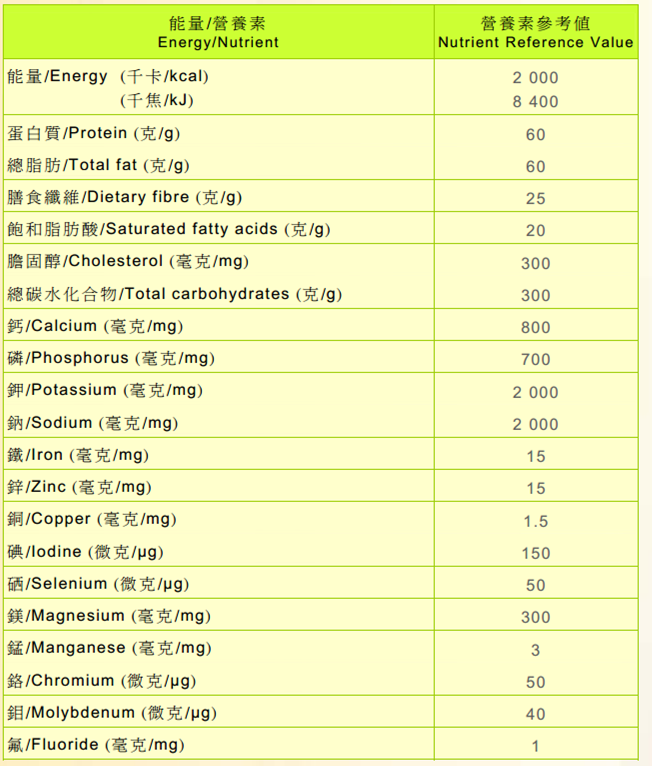 能量/營養素 營養素參考値
Energy/Nutrient Nutrient Reference Value
能量/Energy (千卡/kcal) 2 000
(千焦/kJ) 8 400
蛋白質/Protein (克/g) 60
總脂肪/Total fat (克/g) 60
膳食纖維/Dietary fibre (克/g) 25
飽和脂肪酸/Saturated fatty acids (克/g) 20
膽固醇/Cholesterol (毫克/mg) 300
總碳水化合物/Total carbohydrates (克/g) 300
鈣/Calcium (毫克/mg) 800
磷/Phosphorus (毫克/mg) 700
鉀/Potassium (毫克/mg) 2 000
鈉/Sodium (毫克/mg) 2 000
鐵/Iron (毫克/mg) 15
鋅/Zinc (毫克/mg) 15
銅/Copper (毫克/mg) 1.5
碘/Iodine (微克/µg) 150
硒/Selenium (微克/µg) 50
鎂/Magnesium (毫克/mg) 300
錳/Manganese (毫克/mg) 3
鉻/Chromium (微克/µg) 50
鉬/Molybdenum (微克/µg) 40
氟/Fluoride (毫克/mg) 1